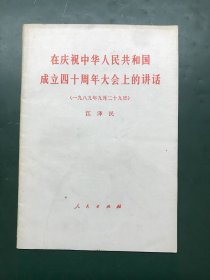 在庆祝中华人民共和国
成立四十周年大会上的讲话
(一九八九年九月二十九日)
江泽民
人民出版社